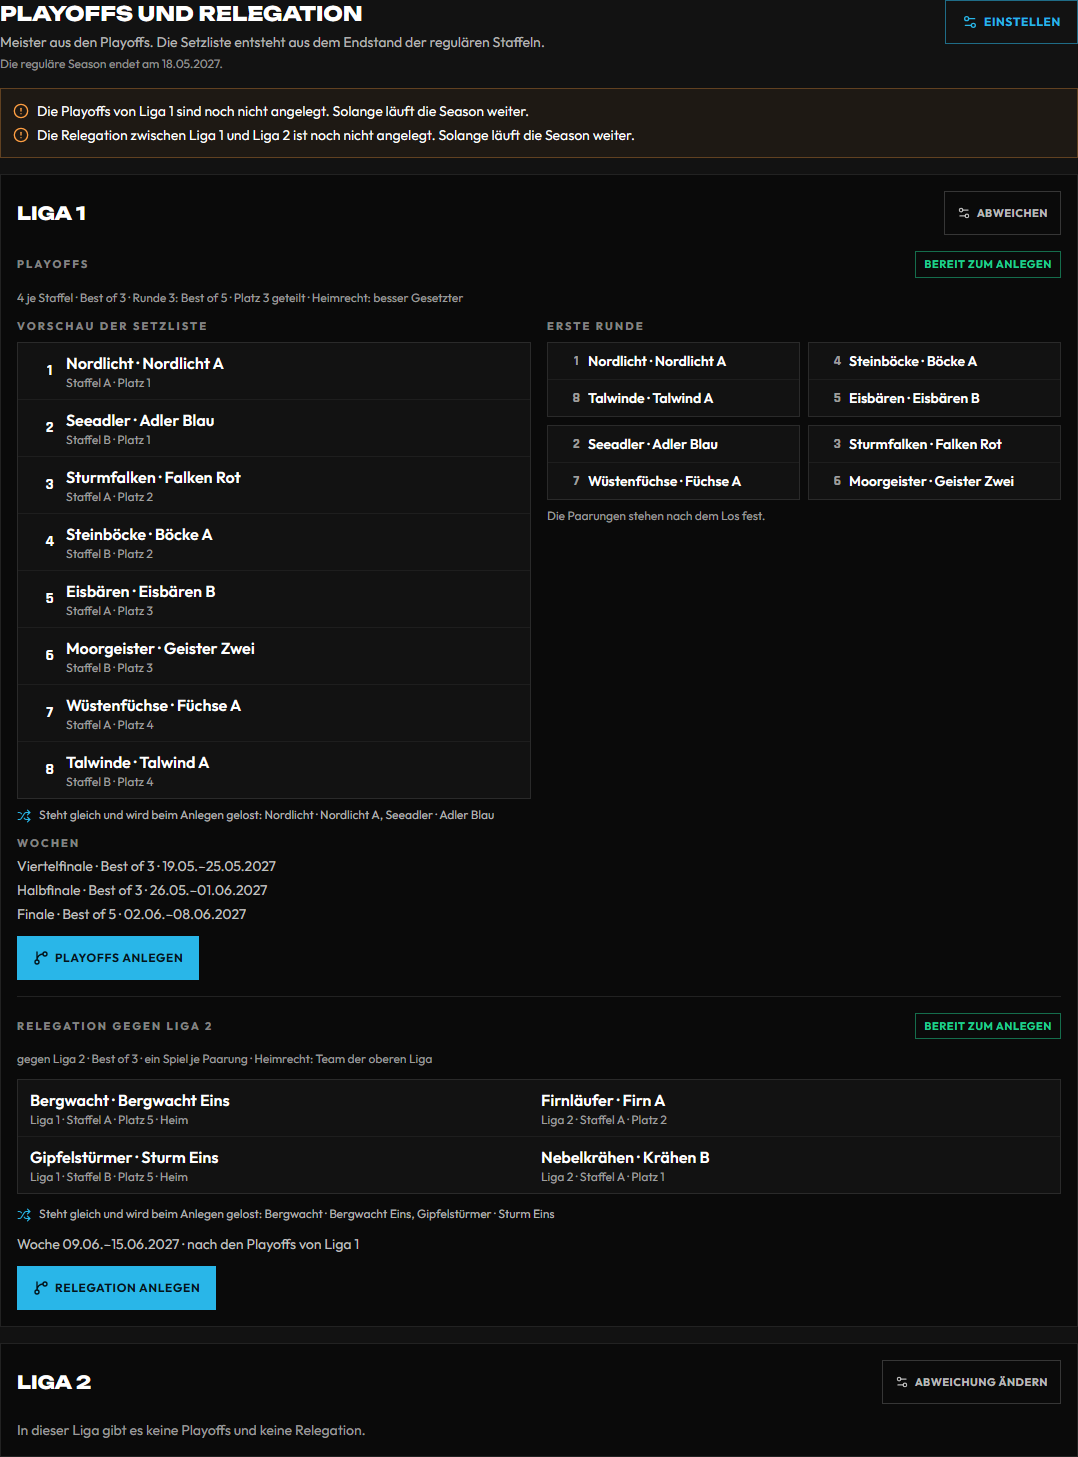 PLAYOFFS UND RELEGATION
EINSTELLEN
Meister aus den Playoffs. Die Setzliste entsteht aus dem Endstand der regulären Staffeln.
Die reguläre Season endet am 18.05.2027.
Die Playoffs von Liga 1 sind noch nicht angelegt. Solange läuft die Season weiter.
Die Relegation zwischen Liga 1 und Liga 2 ist noch nicht angelegt. Solange läuft die Season weiter.
LIGA 1
ABWEICHEN
PLAYOFFS
BEREIT ZUM ANLEGEN
4 je Staffel · Best of 3 · Runde 3: Best of 5 · Platz 3 geteilt · Heimrecht: besser Gesetzter
VORSCHAU DER SETZLISTE
1 Nordlicht · Nordlicht A
Staffel A · Platz 1
2 Seeadler · Adler Blau
Staffel B · Platz 1
3 Sturmfalken · Falken Rot
Staffel A · Platz 2
4 Steinböcke · Böcke A
Staffel B · Platz 2
5 Eisbären · Eisbären B
Staffel A · Platz 3
6 Moorgeister · Geister Zwei
Staffel B · Platz 3
7 Wüstenfüchse · Füchse A
Staffel A · Platz 4
8 Talwinde · Talwind A
Staffel B · Platz 4
ERSTE RUNDE
1 Nordlicht · Nordlicht A
8 Talwinde · Talwind A
4 Steinböcke · Böcke A
5 Eisbären · Eisbären B
2 Seeadler · Adler Blau
7 Wüstenfüchse · Füchse A
3 Sturmfalken · Falken Rot
6 Moorgeister · Geister Zwei
Die Paarungen stehen nach dem Los fest.
Steht gleich und wird beim Anlegen gelost: Nordlicht · Nordlicht A, Seeadler · Adler Blau
WOCHEN
Viertelfinale · Best of 3 · 19.05.–25.05.2027
Halbfinale · Best of 3 · 26.05.–01.06.2027
Finale · Best of 5 · 02.06.–08.06.2027
PLAYOFFS ANLEGEN
RELEGATION GEGEN LIGA 2
BEREIT ZUM ANLEGEN
gegen Liga 2 · Best of 3 · ein Spiel je Paarung · Heimrecht: Team der oberen Liga
Bergwacht · Bergwacht Eins
Liga 1 · Staffel A · Platz 5 · Heim
Firnläufer · Firn A
Liga 2 · Staffel A · Platz 2
Gipfelstürmer · Sturm Eins
Liga 1 · Staffel B · Platz 5 · Heim
Nebelkrähen · Krähen B
Liga 2 · Staffel A · Platz 1
Steht gleich und wird beim Anlegen gelost: Bergwacht · Bergwacht Eins, Gipfelstürmer · Sturm Eins
Woche 09.06.–15.06.2027 · nach den Playoffs von Liga 1
RELEGATION ANLEGEN
LIGA 2
ABWEICHUNG ÄNDERN
In dieser Liga gibt es keine Playoffs und keine Relegation.